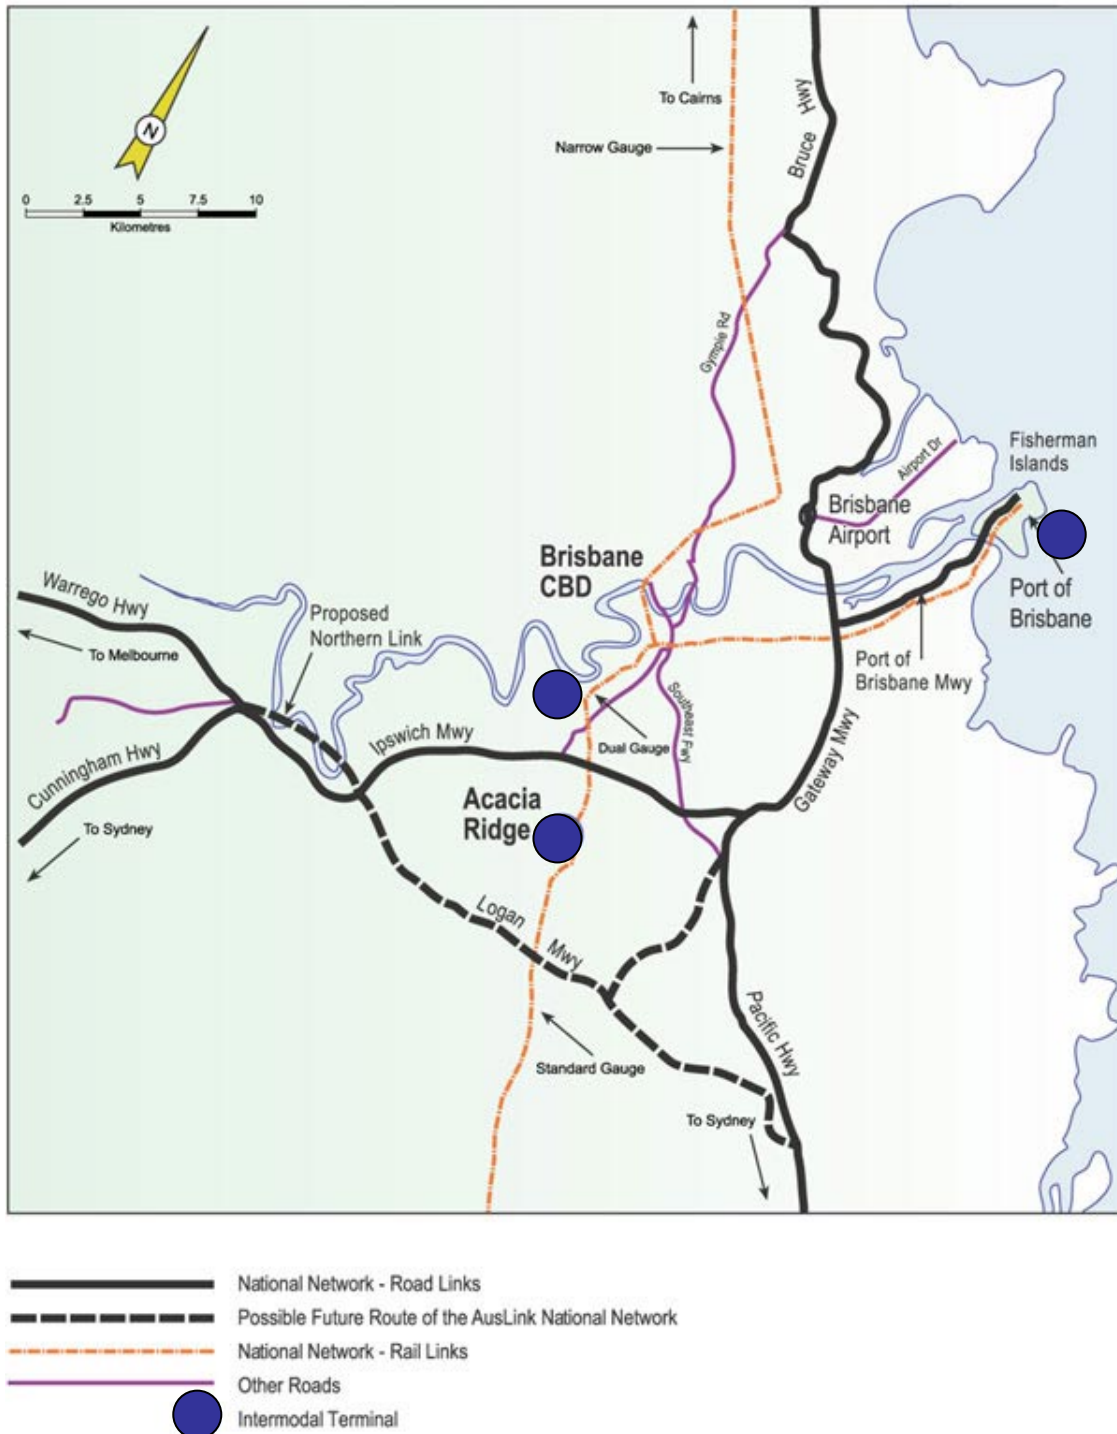 To Cairns
Narrow Gauge
Bruce Hwy
N
0 2.5 5 7.5 10
Kilometres
Gympie Rd
Airport Dr
Fisherman
Islands
Brisbane
Airport
Brisbane
CBD
Port of
Brisbane
Warrego Hwy
Proposed
Northern Link
To Melbourne
Port of
Brisbane Mwy
Southeast Fwy
Ipswich Mwy
Dual Gauge
Cunningham Hwy
Gateway Mwy
Acacia
Ridge
To Sydney
Logan Mwy
Pacific Hwy
Standard Gauge
To Sydney
National Network - Road Links
Possible Future Route of the AusLink National Network
National Network - Rail Links
Other Roads
Intermodal Terminal